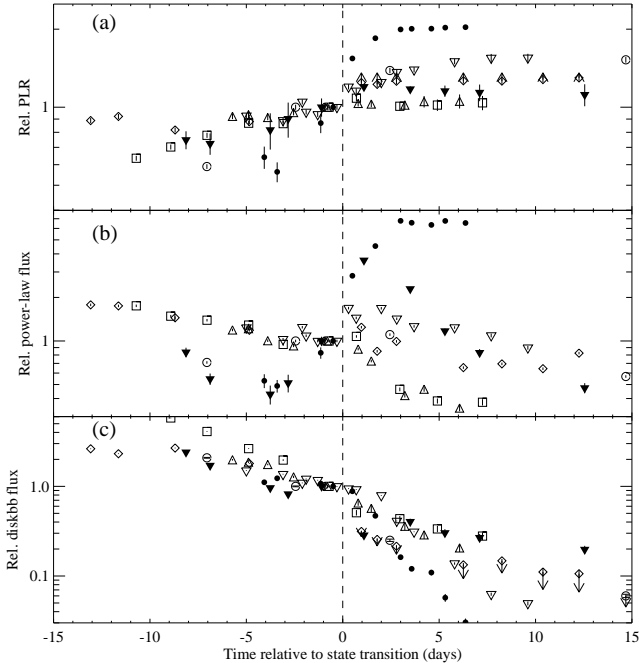 (a)
Rel. PLR
1
(b)
Rel. power-law flux
1
(c)
Rel. diskbb flux
1.0
0.1
-15 -10 -5 0 5 10 15
Time relative to state transition (days)